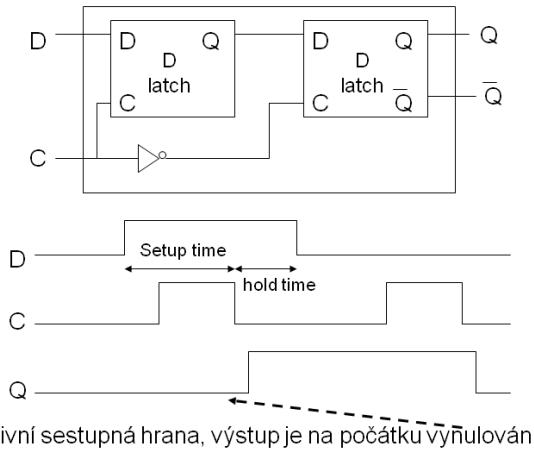 D D Q D Q Q
D latch D latch Q̅ Q̅
C C
C
Setup time
D
hold time
C
Q
ivní sestupná hrana, výstup je na počátku vynulován